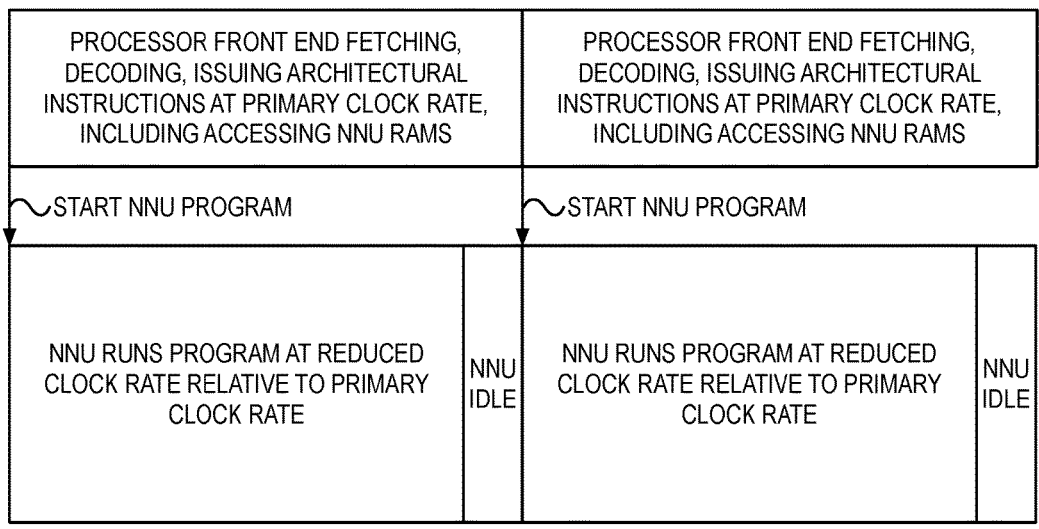 PROCESSOR FRONT END FETCHING,
DECODING, ISSUING ARCHITECTURAL
INSTRUCTIONS AT PRIMARY CLOCK RATE,
INCLUDING ACCESSING NNU RAMS
PROCESSOR FRONT END FETCHING,
DECODING, ISSUING ARCHITECTURAL
INSTRUCTIONS AT PRIMARY CLOCK RATE,
INCLUDING ACCESSING NNU RAMS
START NNU PROGRAM
START NNU PROGRAM
NNU RUNS PROGRAM AT REDUCED
CLOCK RATE RELATIVE TO PRIMARY
CLOCK RATE
NNU
IDLE
NNU RUNS PROGRAM AT REDUCED
CLOCK RATE RELATIVE TO PRIMARY
CLOCK RATE
NNU
IDLE